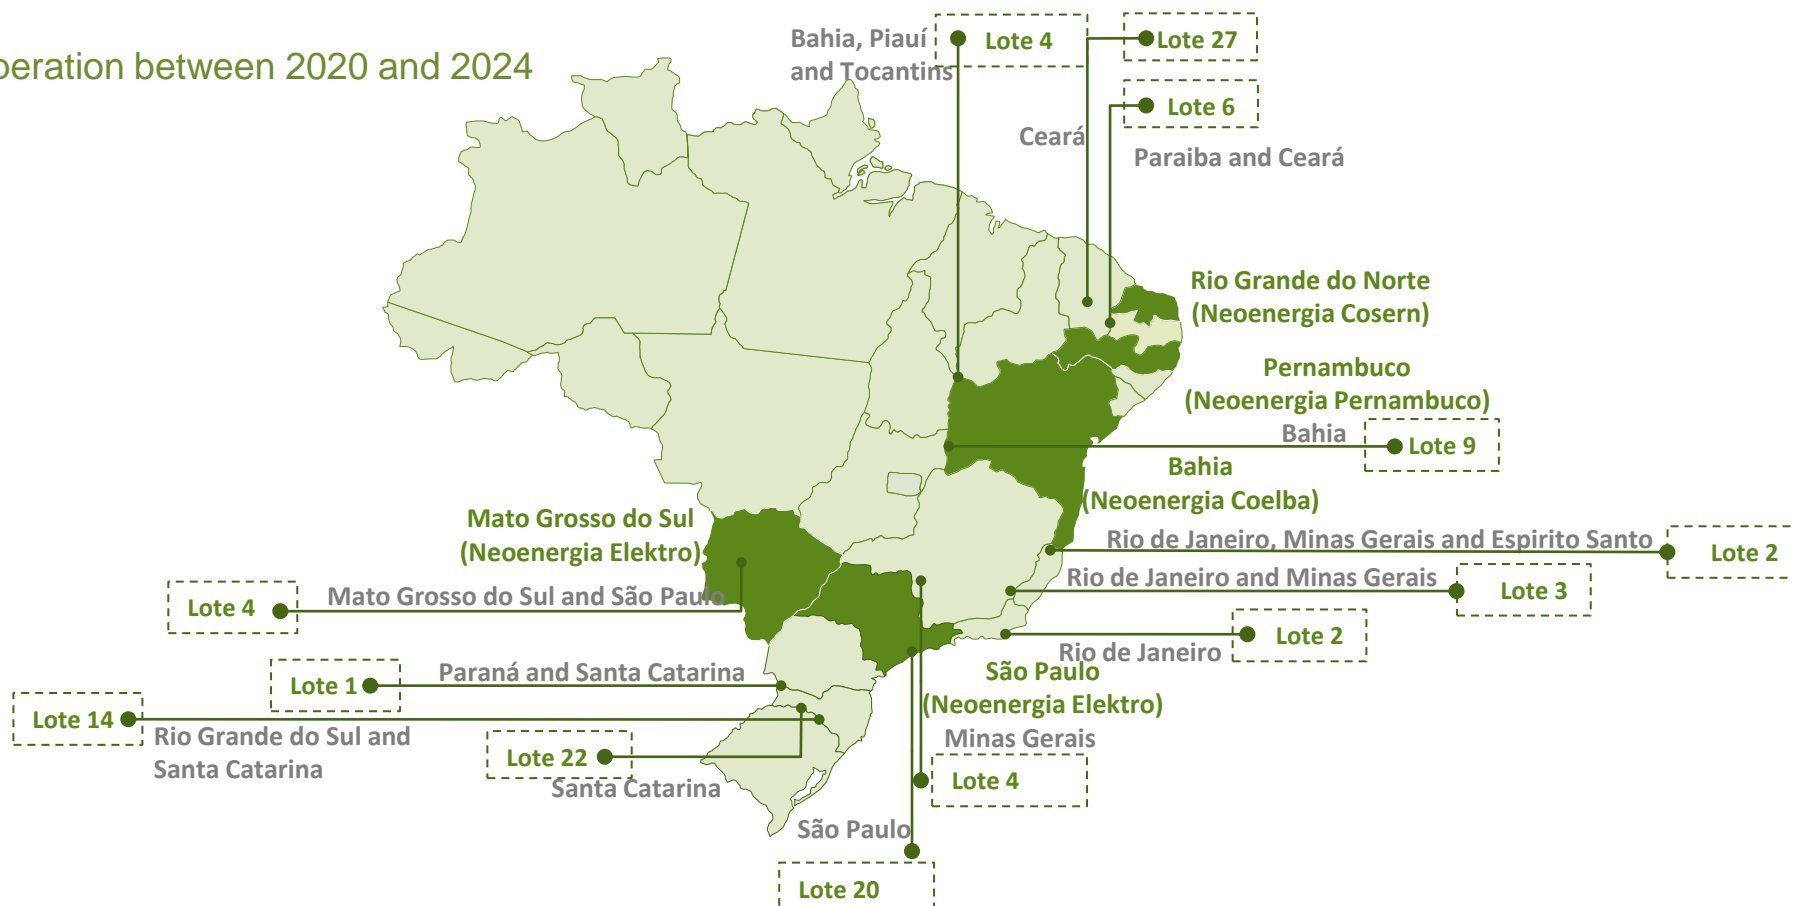 peration between 2020 and 2024
Bahia, Piauí
and Tocantins
Lote 4
Lote 27
Lote 6
Ceará
Paraiba and Ceará
Rio Grande do Norte
(Neoenergia Cosern)
Pernambuco
(Neoenergia Pernambuco)
Bahia
Lote 9
Bahia
(Neoenergia Coelba)
Mato Grosso do Sul
(Neoenergia Elektro)
Rio de Janeiro, Minas Gerais and Espirito Santo
Lote 2
Rio de Janeiro and Minas Gerais
Lote 3
Mato Grosso do Sul and São Paulo
Lote 4
Lote 2
Rio de Janeiro
Paraná and Santa Catarina
Lote 1
São Paulo
(Neoenergia Elektro)
Lote 14
Rio Grande do Sul and
Santa Catarina
Lote 22
Santa Catarina
Minas Gerais
Lote 4
São Paulo
Lote 20